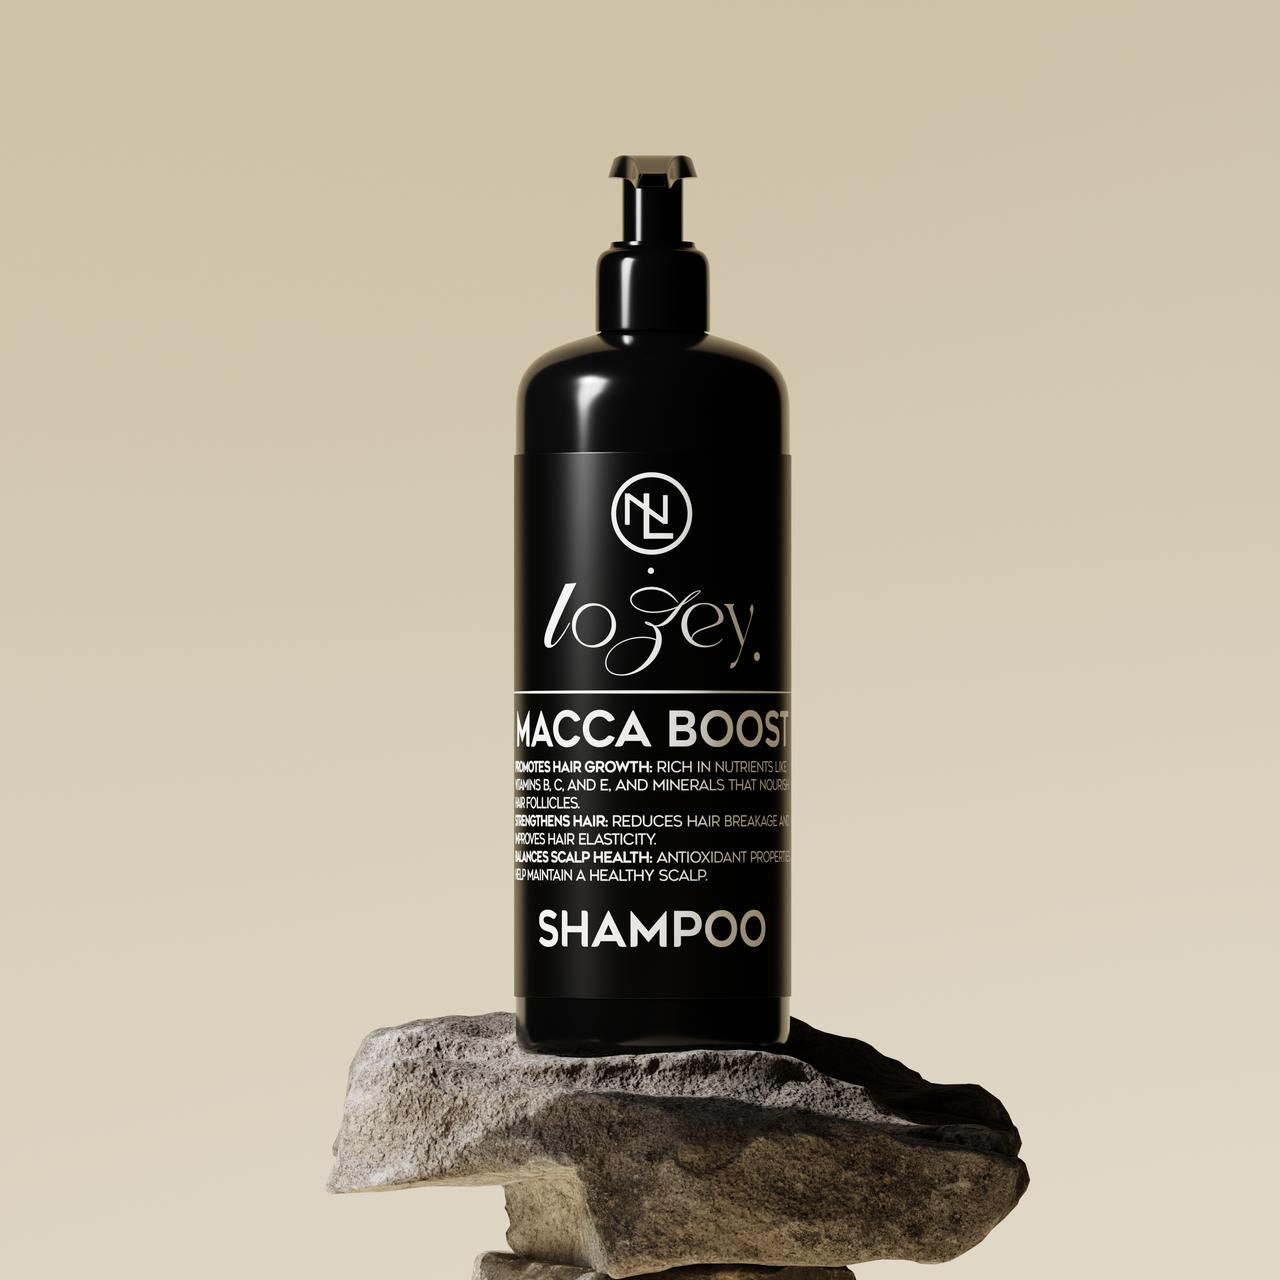 NL
lozey.
MACCA BOOST
PROMOTES HAIR GROWTH: RICH IN NUTRIENTS LIKE
VITAMINS B, C, AND E, AND MINERALS THAT NOURISH
HAIR FOLLICLES.
STRENGTHENS HAIR: REDUCES HAIR BREAKAGE AND
IMPROVES HAIR ELASTICITY.
BALANCES SCALP HEALTH: ANTIOXIDANT PROPERTIES
HELP MAINTAIN A HEALTHY SCALP.
SHAMPOO